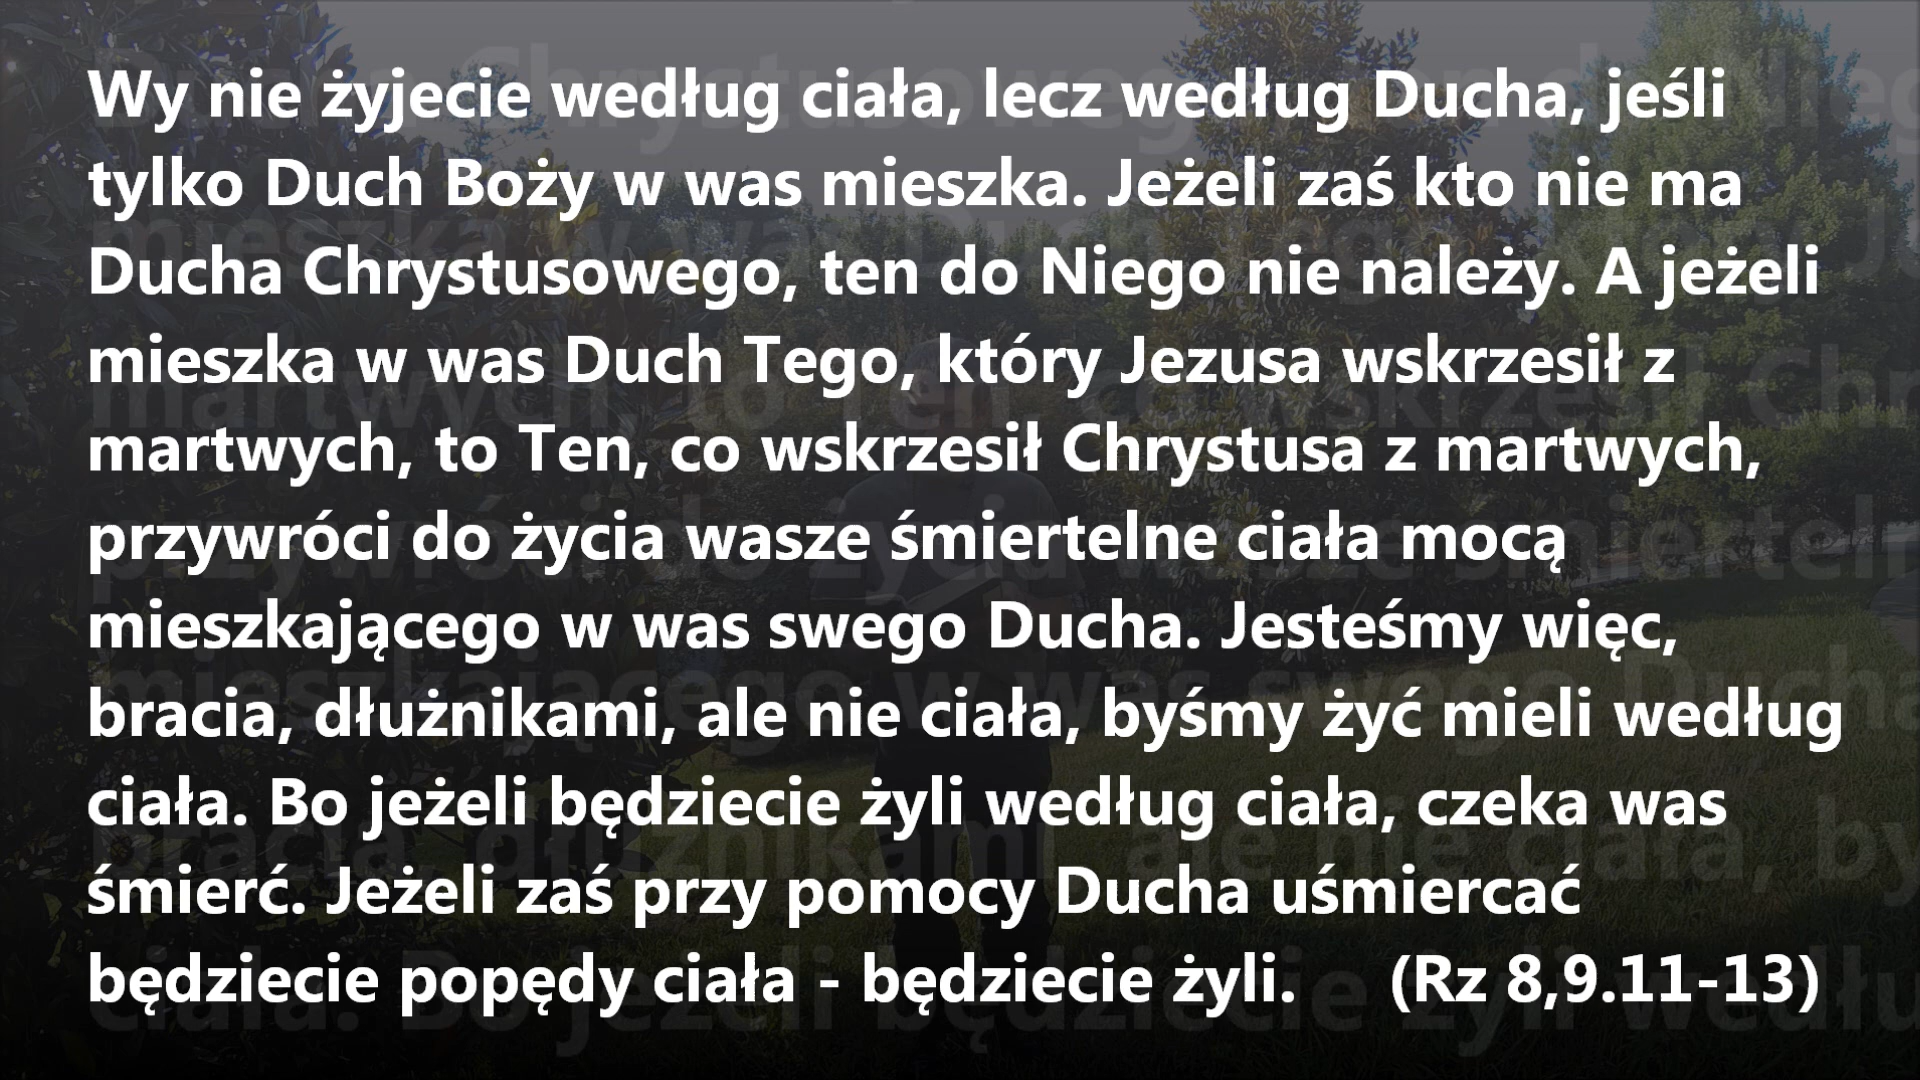 Wy nie żyjecie według ciała, lecz według Ducha, jeśli
tylko Duch Boży w was mieszka. Jeżeli zaś kto nie ma
Ducha Chrystusowego, ten do Niego nie należy. A jeżeli
mieszka w was Duch Tego, który Jezusa wskrzesił z
martwych, to Ten, co wskrzesił Chrystusa z martwych,
przywróci do życia wasze śmiertelne ciała mocą
mieszkającego w was swego Ducha. Jesteśmy więc,
bracia, dłużnikami, ale nie ciała, byśmy żyć mieli według
ciała. Bo jeżeli będziecie żyli według ciała, czeka was
śmierć. Jeżeli zaś przy pomocy Ducha uśmiercać
będziecie popędy ciała - będziecie żyli. (Rz 8,9.11-13)